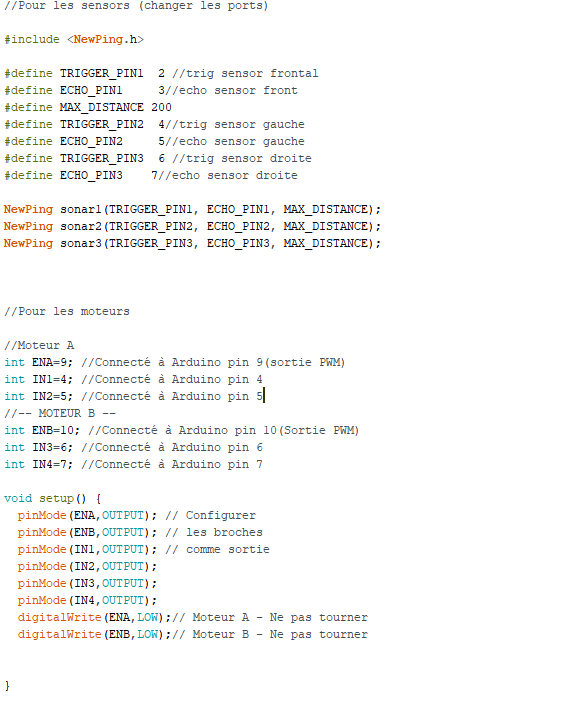 //Pour les sensors (changer les ports)
#include <NewPing.h>
#define TRIGGER_PIN1  2 //trig sensor frontal
#define ECHO_PIN1     3//echo sensor front
#define MAX_DISTANCE 200
#define TRIGGER_PIN2  4//trig sensor gauche
#define ECHO_PIN2     5//echo sensor gauche
#define TRIGGER_PIN3  6 //trig sensor droite
#define ECHO_PIN3    7//echo sensor droite
NewPing sonar1(TRIGGER_PIN1, ECHO_PIN1, MAX_DISTANCE);
NewPing sonar2(TRIGGER_PIN2, ECHO_PIN2, MAX_DISTANCE);
NewPing sonar3(TRIGGER_PIN3, ECHO_PIN3, MAX_DISTANCE);
//Pour les moteurs
//Moteur A
int ENA=9; //Connecté à Arduino pin 9(sortie PWM)
int IN1=4; //Connecté à Arduino pin 4
int IN2=5; //Connecté à Arduino pin 5
//-- MOTEUR B --
int ENB=10; //Connecté à Arduino pin 10(Sortie PWM)
int IN3=6; //Connecté à Arduino pin 6
int IN4=7; //Connecté à Arduino pin 7
void setup() {
  pinMode(ENA,OUTPUT); // Configurer
  pinMode(ENB,OUTPUT); // les broches
  pinMode(IN1,OUTPUT); // comme sortie
  pinMode(IN2,OUTPUT);
  pinMode(IN3,OUTPUT);
  pinMode(IN4,OUTPUT);
  digitalWrite(ENA,LOW);// Moteur A - Ne pas tourner
  digitalWrite(ENB,LOW);// Moteur B - Ne pas tourner
}